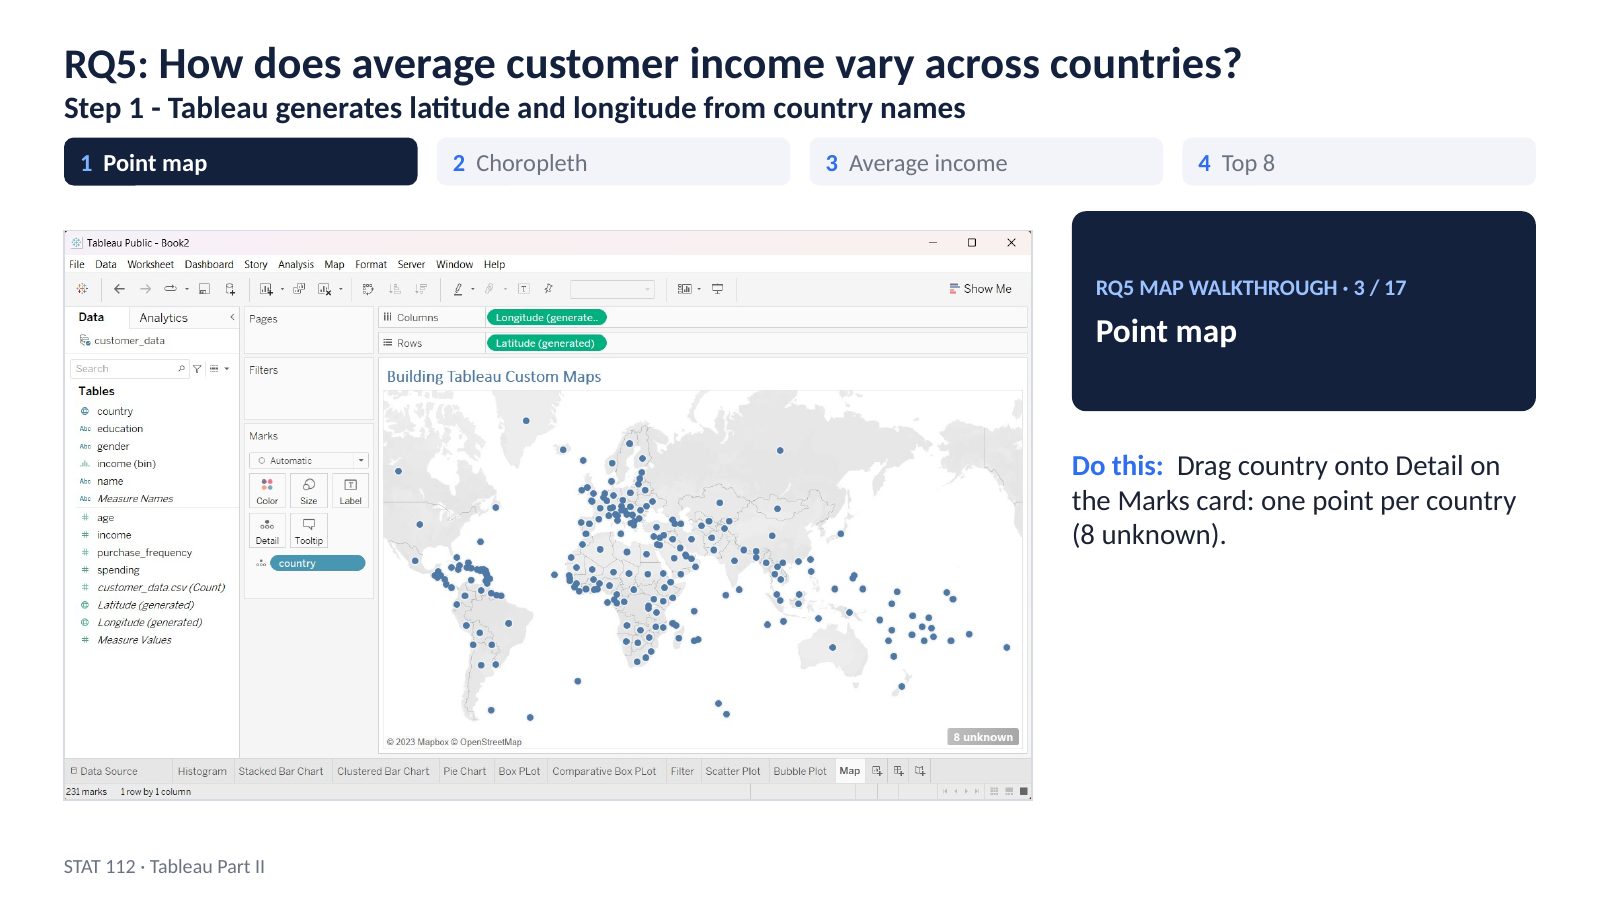 RQ5: How does average customer income vary across countries?
Step 1 - Tableau generates latitude and longitude from country names
1 Point map
2 Choropleth
3 Average income
4 Top 8
Tableau Public - Book2
File Data Worksheet Dashboard Story Analysis Map Format Server Window Help
Show Me
Data Analytics
customer_data
Search
Tables
country
Abc education
Abc gender
income (bin)
Abc name
Abc Measure Names
# age
# income
# purchase_frequency
# spending
# customer_data.csv (Count)
Latitude (generated)
Longitude (generated)
# Measure Values
Pages
Filters
Marks
Automatic
Color Size Label
Detail Tooltip
country
Columns Longitude (generate..
Rows Latitude (generated)
Building Tableau Custom Maps
© 2023 Mapbox © OpenStreetMap
8 unknown
Data Source Histogram Stacked Bar Chart Clustered Bar Chart Pie Chart Box PLot Comparative Box PLot Filter Scatter Plot Bubble Plot Map
231 marks 1 row by 1 column
RQ5 MAP WALKTHROUGH · 3 / 17
Point map
Do this: Drag country onto Detail on
the Marks card: one point per country
(8 unknown).
STAT 112 · Tableau Part II